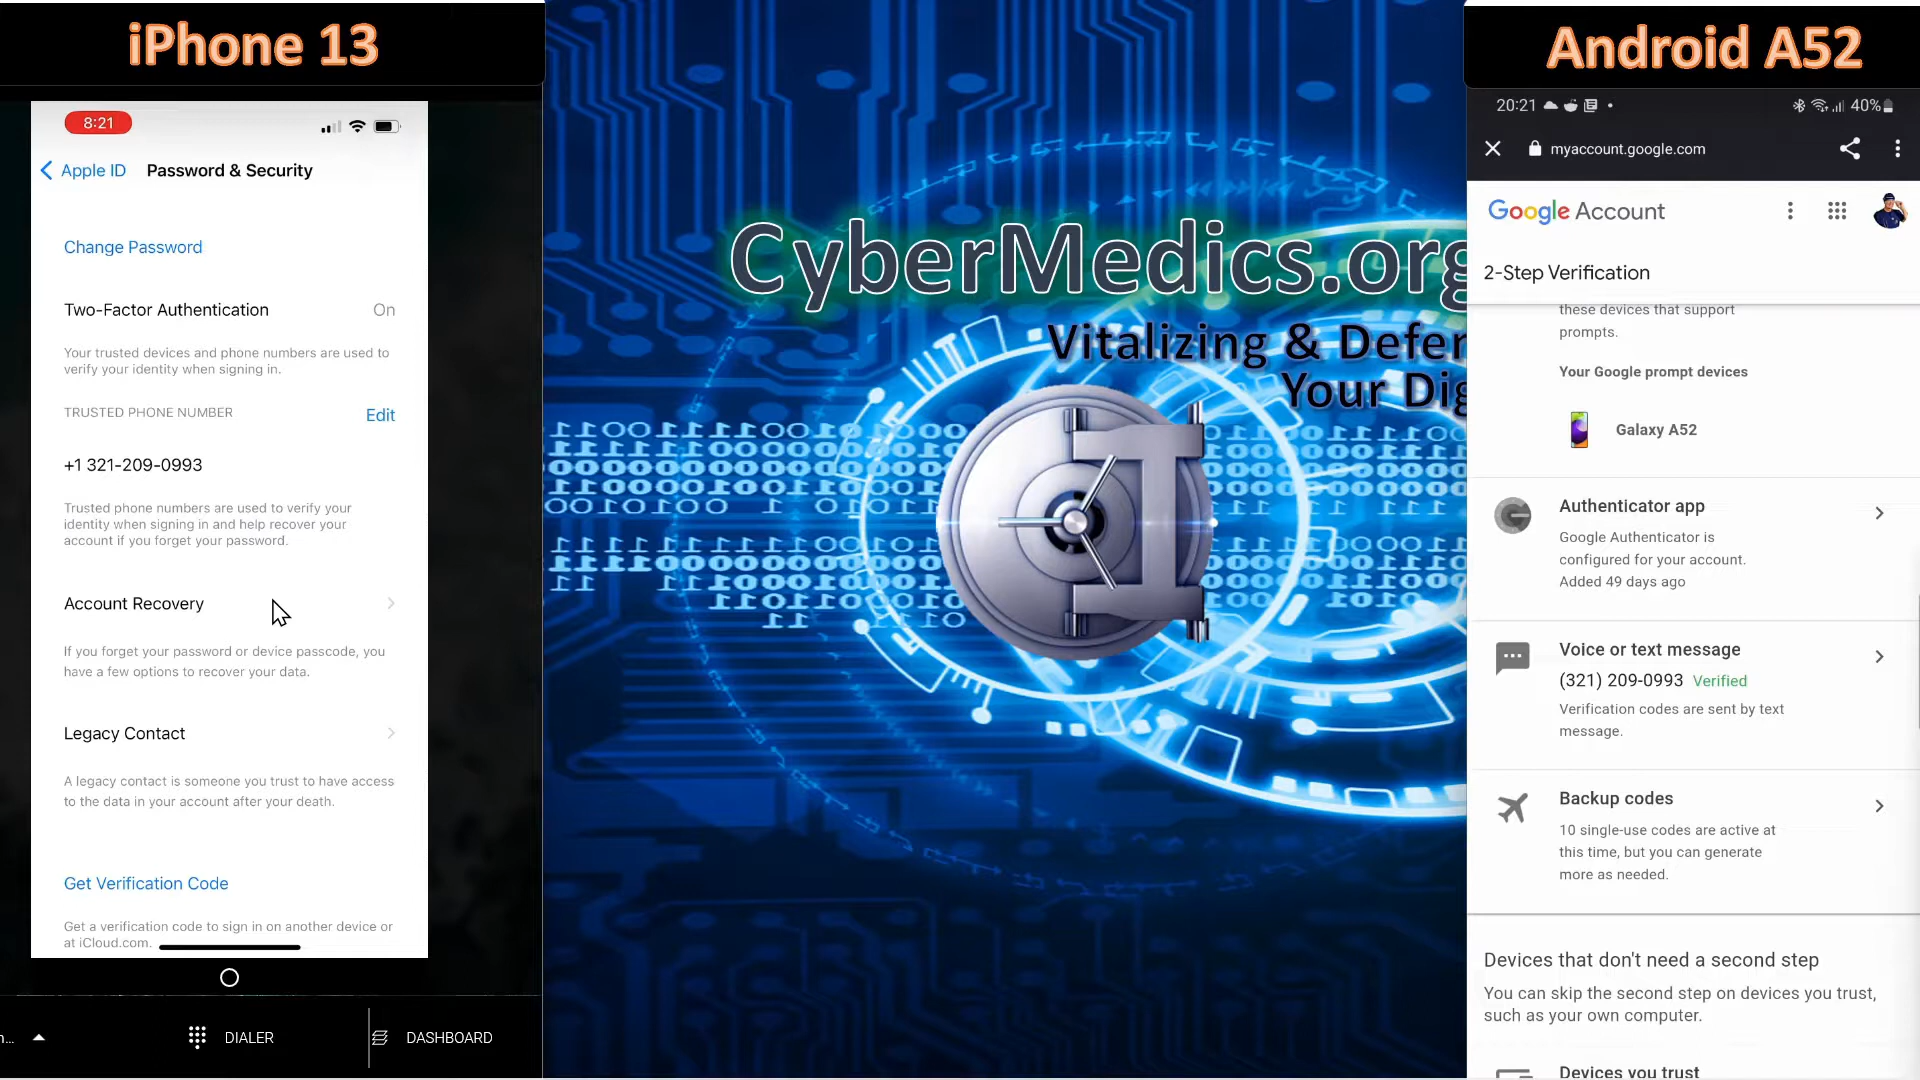 iPhone 13
8:21
Apple ID
Password & Security
Change Password
Two-Factor Authentication
On
Your trusted devices and phone numbers are used to
verify your identity when signing in.
TRUSTED PHONE NUMBER
Edit
+1 321-209-0993
Trusted phone numbers are used to verify your
identity when signing in and help recover your
account if you forget your password.
Account Recovery
If you forget your password or device passcode, you
have a few options to recover your data.
Legacy Contact
A legacy contact is someone you trust to have access
to the data in your account after your death.
Get Verification Code
Get a verification code to sign in on another device or
at iCloud.com.
DIALER
DASHBOARD
CyberMedics.org
Vitalizing & Defen
Your Dig
Android A52
20:21
40%
myaccount.google.com
Google Account
2-Step Verification
these devices that support
prompts.
Your Google prompt devices
Galaxy A52
Authenticator app
Google Authenticator is
configured for your account.
Added 49 days ago
Voice or text message
(321) 209-0993 Verified
Verification codes are sent by text
message.
Backup codes
10 single-use codes are active at
this time, but you can generate
more as needed.
Devices that don't need a second step
You can skip the second step on devices you trust,
such as your own computer.
Devices you trust